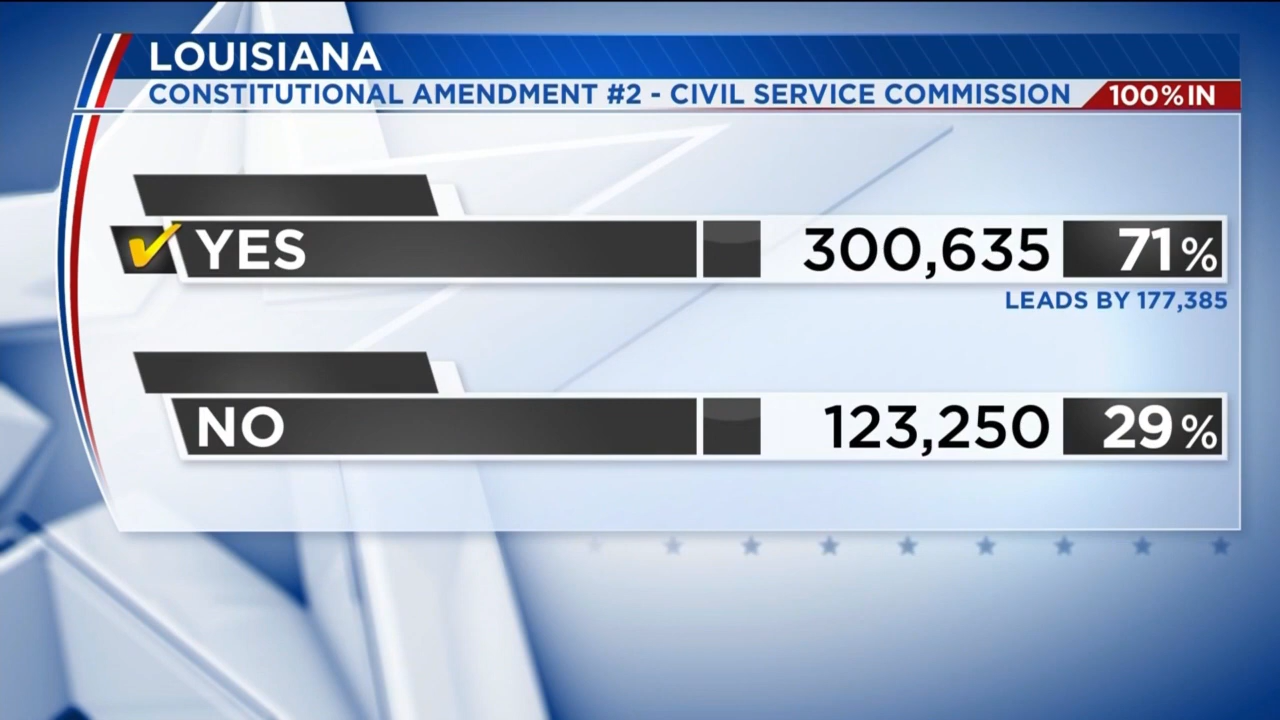 LOUISIANA
CONSTITUTIONAL AMENDMENT #2 - CIVIL SERVICE COMMISSION 100%IN
YES 300,635 71%
LEADS BY 177,385
NO 123,250 29%